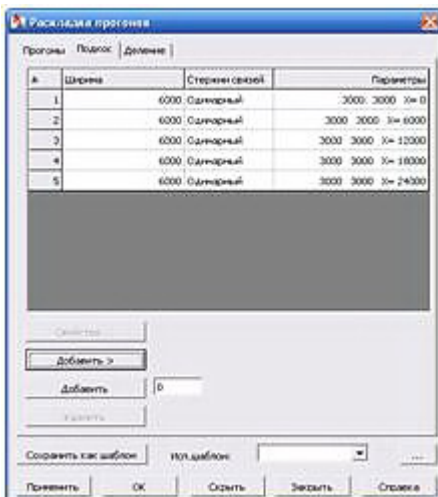 Раскладка прогонов
Прогоны Подкос Деление
# Ширина Стержни связей Параметры
1 6000 Одинарный 3000 3000 X= 0
2 6000 Одинарный 3000 3000 X= 6000
3 6000 Одинарный 3000 3000 X= 12000
4 6000 Одинарный 3000 3000 X= 18000
5 6000 Одинарный 3000 3000 X= 24000
Свойства
Добавить >
Добавить 0
Удалить
Сохранить как шаблон Исп.шаблон: ...
Применить ОК Скрыть Закрыть Справка